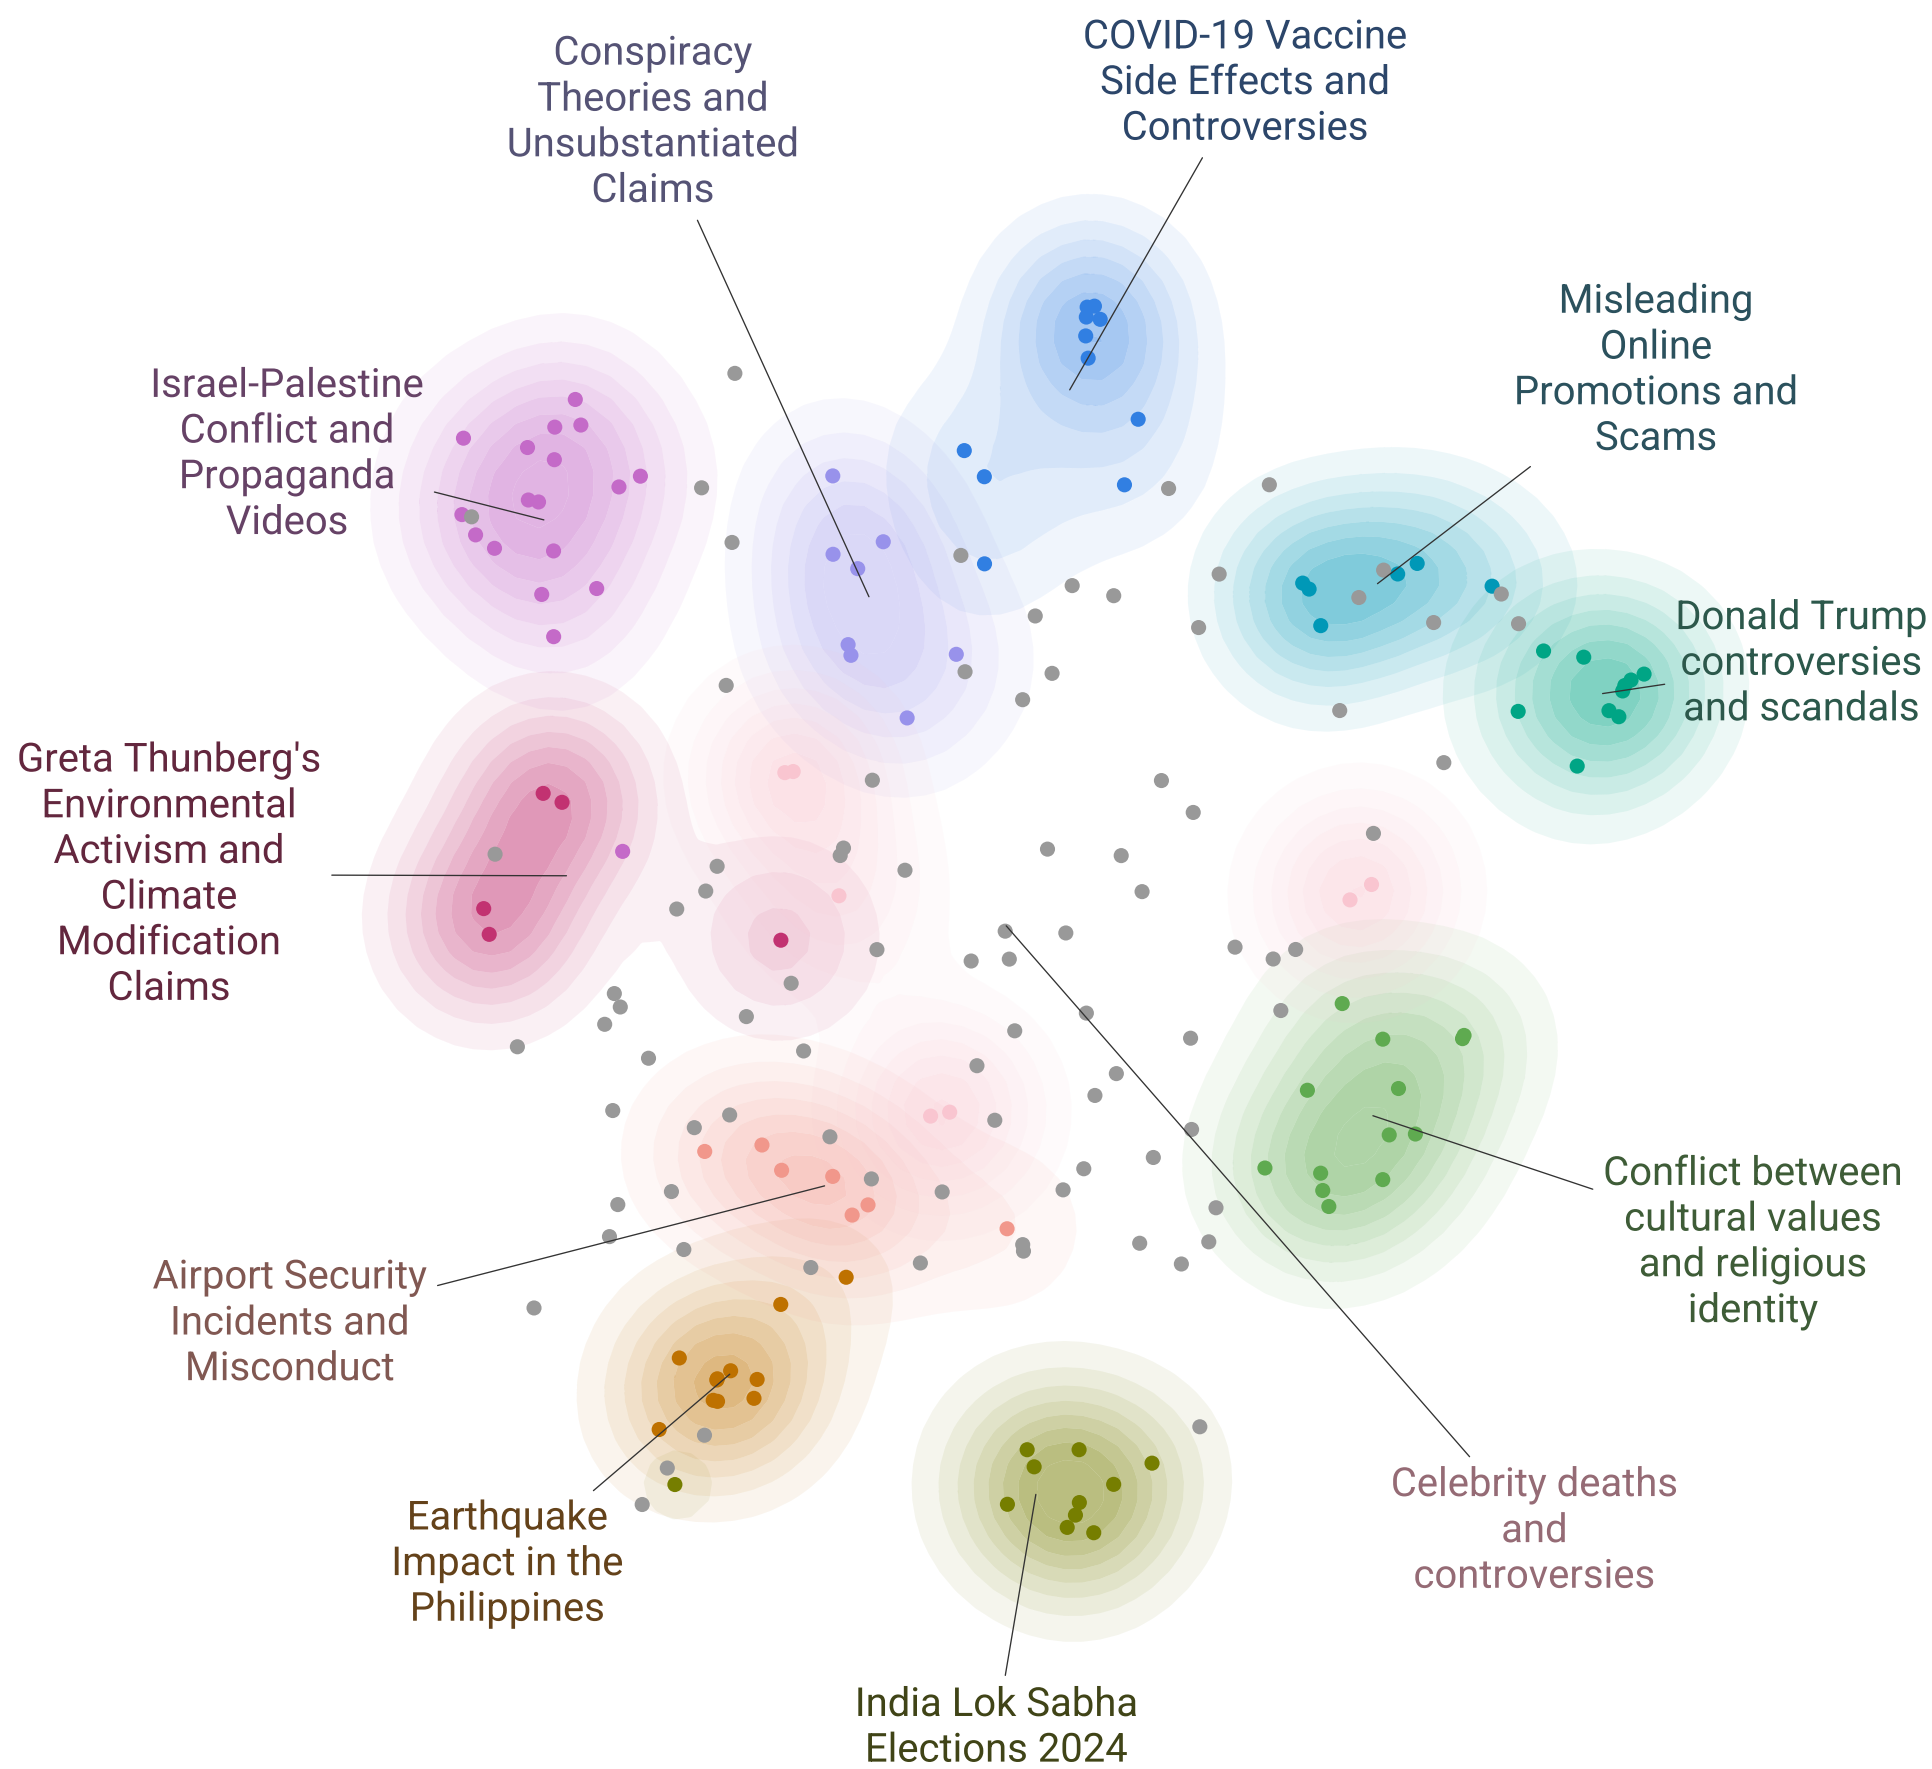 Conspiracy
Theories and
Unsubstantiated
Claims
COVID-19 Vaccine
Side Effects and
Controversies
Misleading
Online
Promotions and
Scams
Israel-Palestine
Conflict and
Propaganda
Videos
Donald Trump
controversies
and scandals
Greta Thunberg's
Environmental
Activism and
Climate
Modification
Claims
Conflict between
cultural values
and religious
identity
Airport Security
Incidents and
Misconduct
Celebrity deaths
and
controversies
Earthquake
Impact in the
Philippines
India Lok Sabha
Elections 2024